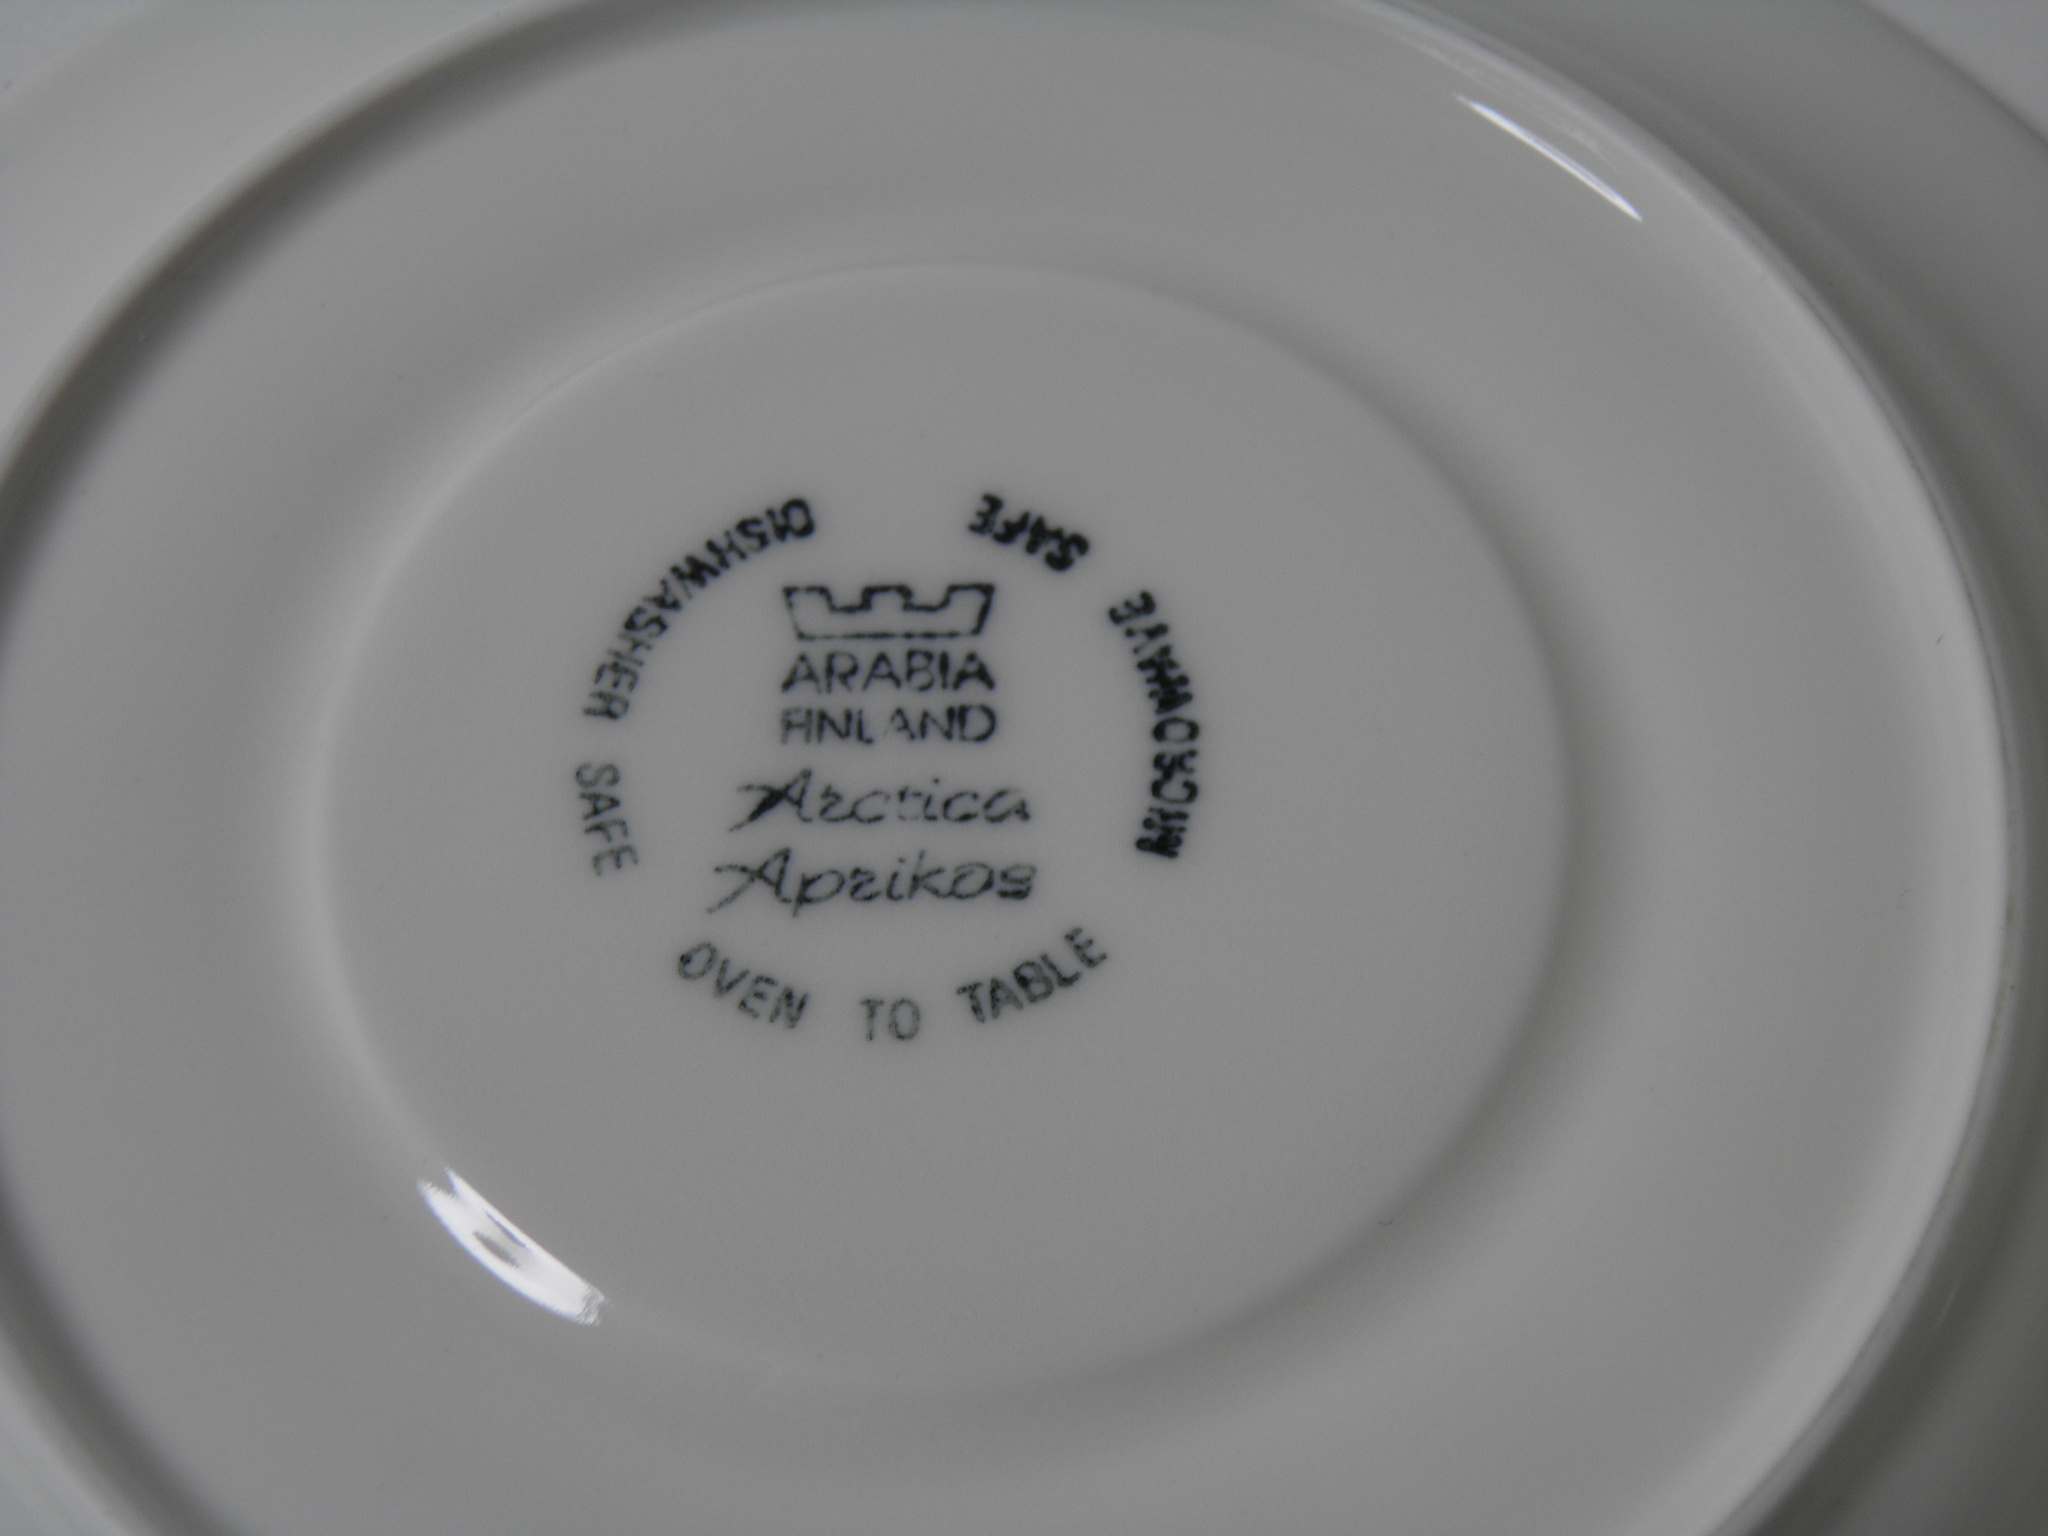 ARABIA
FINLAND
Arctica
Aprikos
DISHWASHER SAFE
OVEN TO TABLE
MICROWAVE SAFE